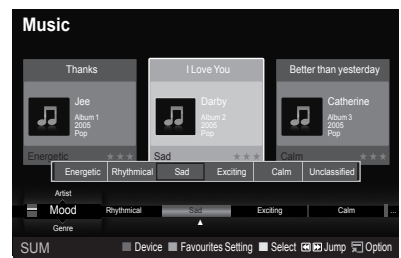 Music
Thanks I Love You Better than yesterday
Jee Darby Catherine
Album 1 Album 2 Album 3
2005 2005 2005
Pop Pop Pop
Energetic ★★★ Sad ★★★ Calm ★★★
Energetic Rhythmical Sad Exciting Calm Unclassified
Artist
Mood Rhythmical Sad Exciting Calm ...
Genre
SUM Device Favourites Setting Select Jump Option